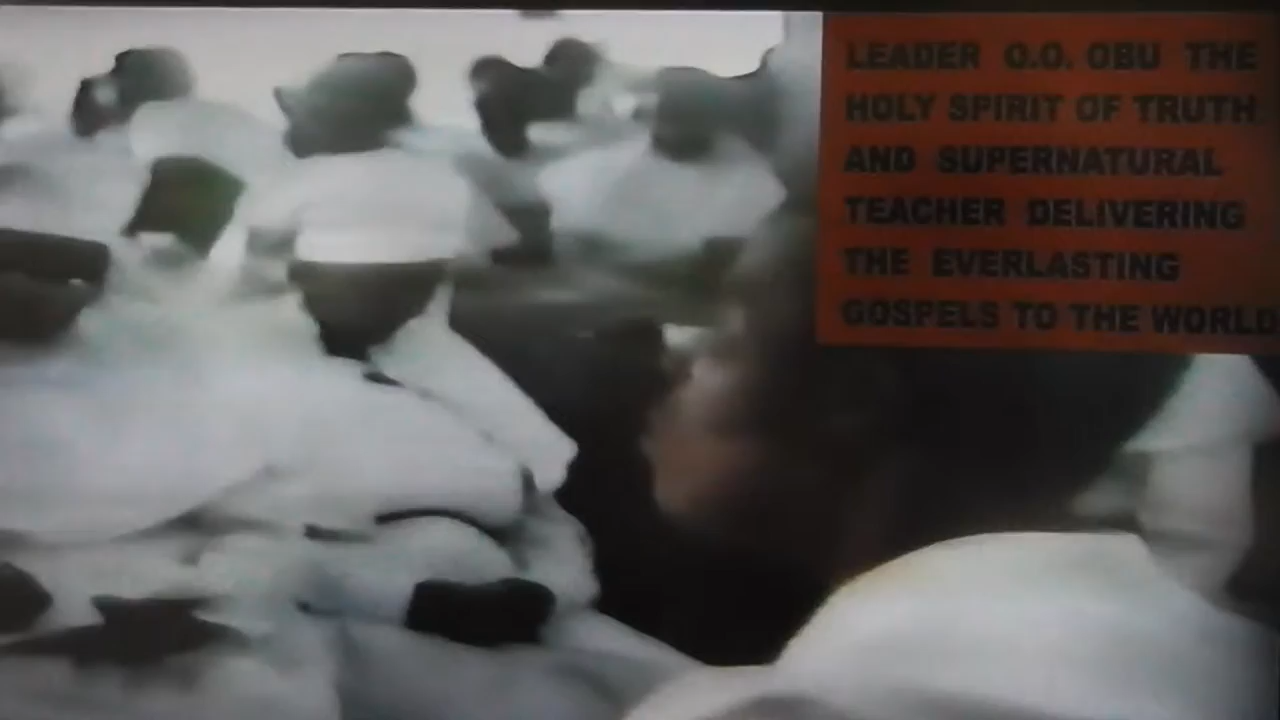 LEADER O.O. OBU THE
HOLY SPIRIT OF TRUTH
AND SUPERNATURAL
TEACHER DELIVERING
THE EVERLASTING
GOSPELS TO THE WORLD